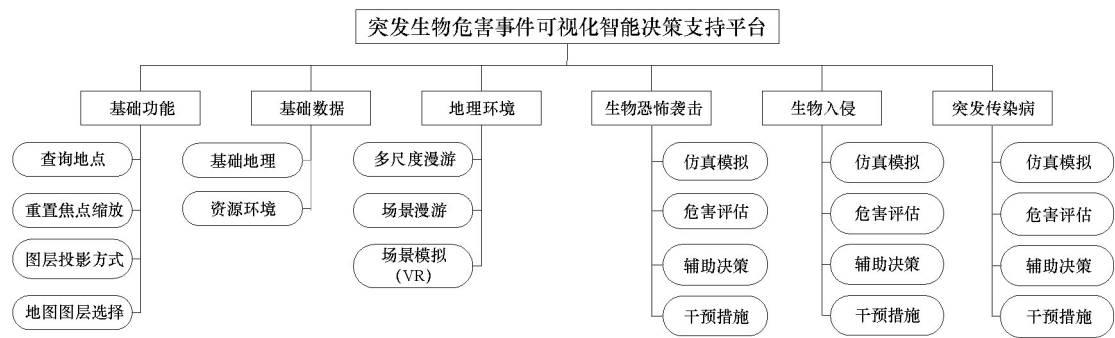 突发生物危害事件可视化智能决策支持平台
基础功能
查询地点
重置焦点缩放
图层投影方式
地图图层选择
基础数据
基础地理
资源环境
地理环境
多尺度漫游
场景漫游
场景模拟
(VR)
生物恐怖袭击
仿真模拟
危害评估
辅助决策
干预措施
生物入侵
仿真模拟
危害评估
辅助决策
干预措施
突发传染病
仿真模拟
危害评估
辅助决策
干预措施